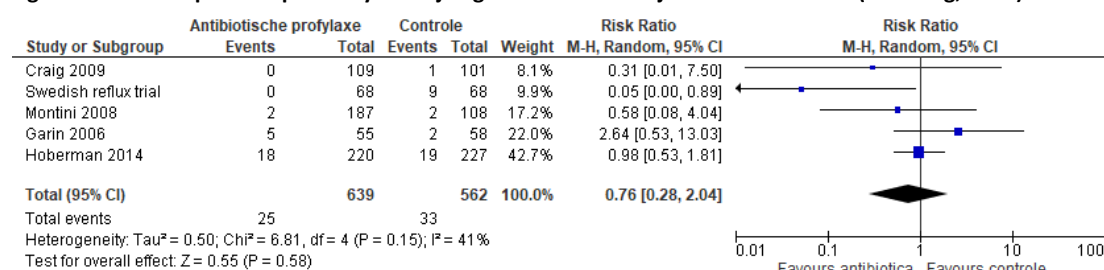 Antibiotische profylaxe Controle Risk Ratio Risk Ratio
Study or Subgroup Events Total Events Total Weight M-H, Random, 95% CI M-H, Random, 95% CI
Craig 2009 0 109 1 101 8.1% 0.31 [0.01, 7.50]
Swedish reflux trial 0 68 9 68 9.9% 0.05 [0.00, 0.89]
Montini 2008 2 187 2 108 17.2% 0.58 [0.08, 4.04]
Garin 2006 5 55 2 58 22.0% 2.64 [0.53, 13.03]
Hoberman 2014 18 220 19 227 42.7% 0.98 [0.53, 1.81]
Total (95% CI) 639 562 100.0% 0.76 [0.28, 2.04]
Total events 25 33
Heterogeneity: Tau² = 0.50; Chi² = 6.81, df = 4 (P = 0.15); I² = 41%
Test for overall effect: Z = 0.55 (P = 0.58)
0.01 0.1 1 10 100
Favours antibiotica Favours controle